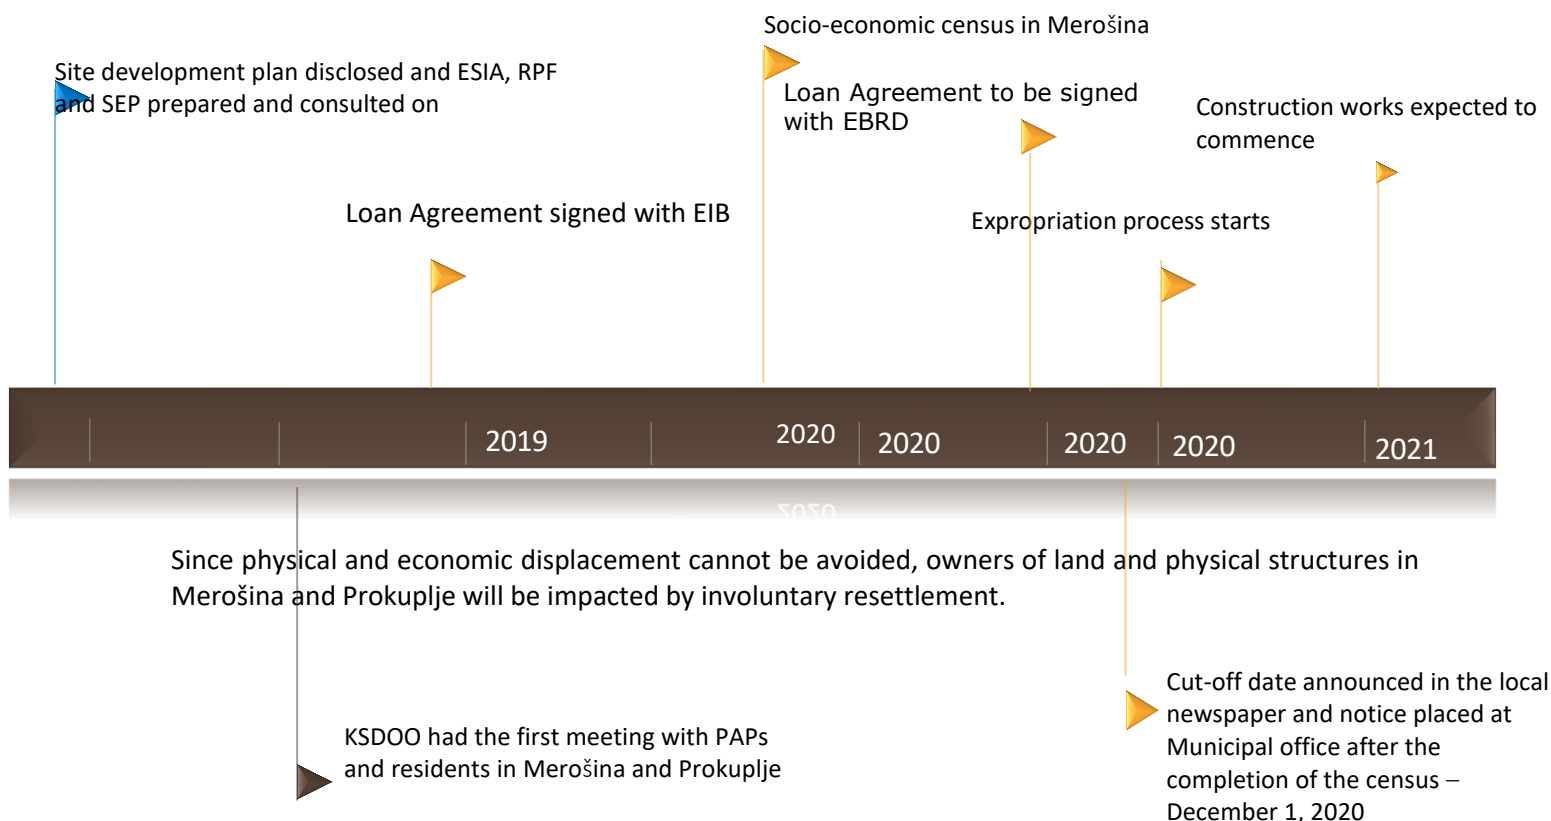 Socio-economic census in Merošina
Site development plan disclosed and ESIA, RPF
and SEP prepared and consulted on
Loan Agreement to be signed
with EBRD
Construction works expected to
commence
Loan Agreement signed with EIB
Expropriation process starts
2019
2020
2020
2020
2020
2021
Since physical and economic displacement cannot be avoided, owners of land and physical structures in
Merošina and Prokuplje will be impacted by involuntary resettlement.
KSDOO had the first meeting with PAPs
and residents in Merošina and Prokuplje
Cut-off date announced in the local
newspaper and notice placed at
Municipal office after the
completion of the census –
December 1, 2020